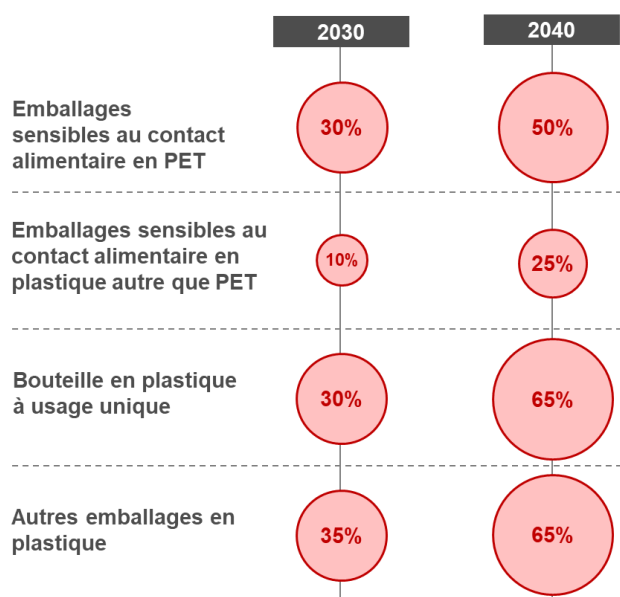 2030
2040
Emballages
sensibles au contact
alimentaire en PET
30%
50%
Emballages sensibles au
contact alimentaire en
plastique autre que PET
10%
25%
Bouteille en plastique
à usage unique
30%
65%
Autres emballages en
plastique
35%
65%